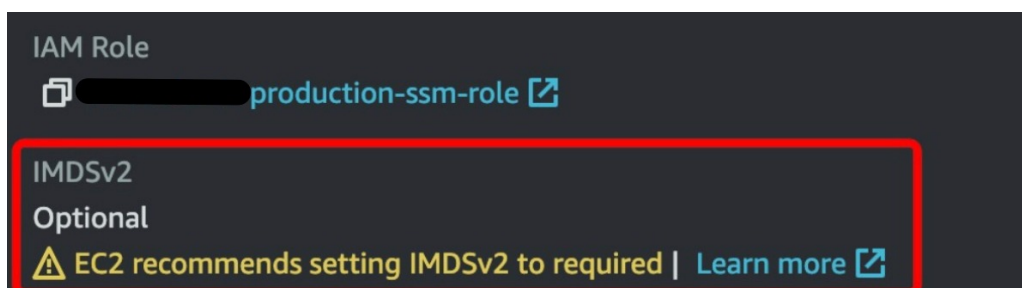 IAM Role
production-ssm-role
IMDSv2
Optional
EC2 recommends setting IMDSv2 to required | Learn more